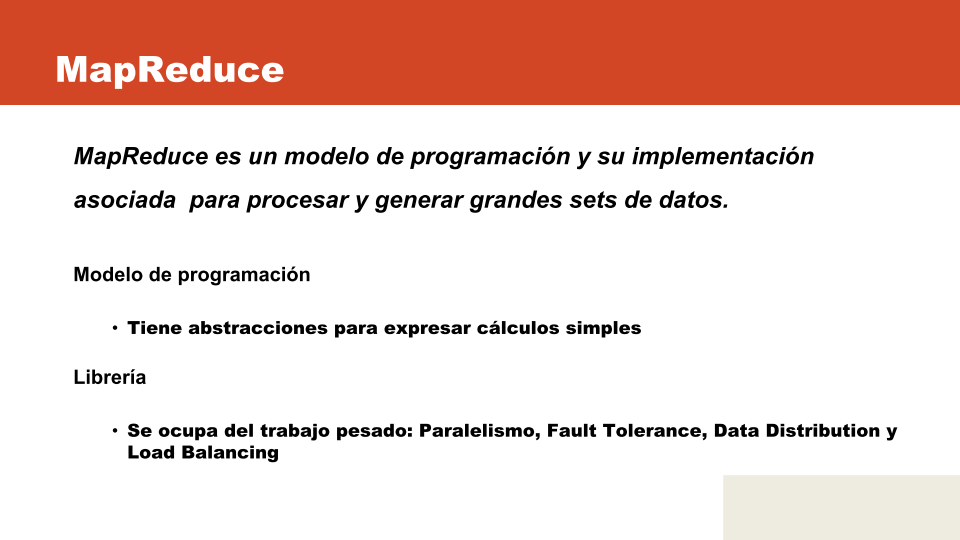 MapReduce
MapReduce es un modelo de programación y su implementación
asociada  para procesar y generar grandes sets de datos.
Modelo de programación
• Tiene abstracciones para expresar cálculos simples
Librería
• Se ocupa del trabajo pesado: Paralelismo, Fault Tolerance, Data Distribution y
Load Balancing